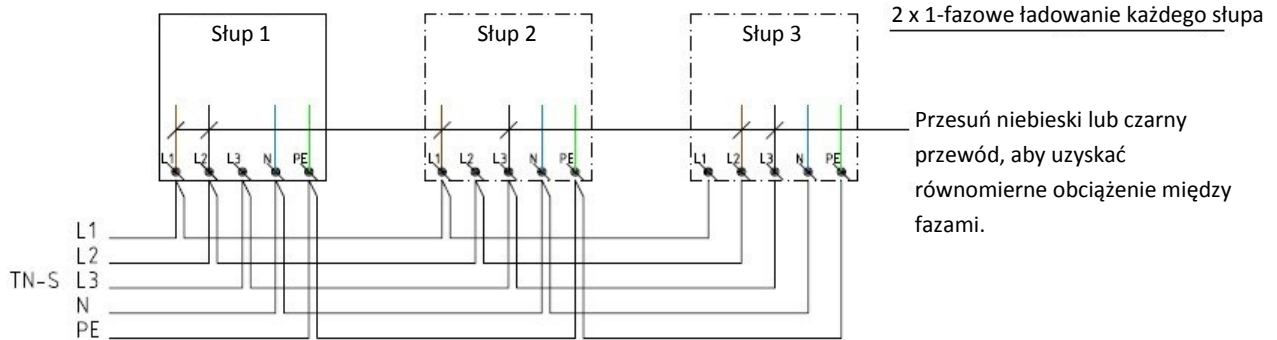 2 x 1-fazowe ładowanie każdego słupa
Słup 1
Słup 2
Słup 3
Przesuń niebieski lub czarny
przewód, aby uzyskać
równomierne obciążenie między
fazami.
L1 L2 L3 N PE
L1 L2 L3 N PE
L1 L2 L3 N PE
L1
L2
TN-S L3
N
PE